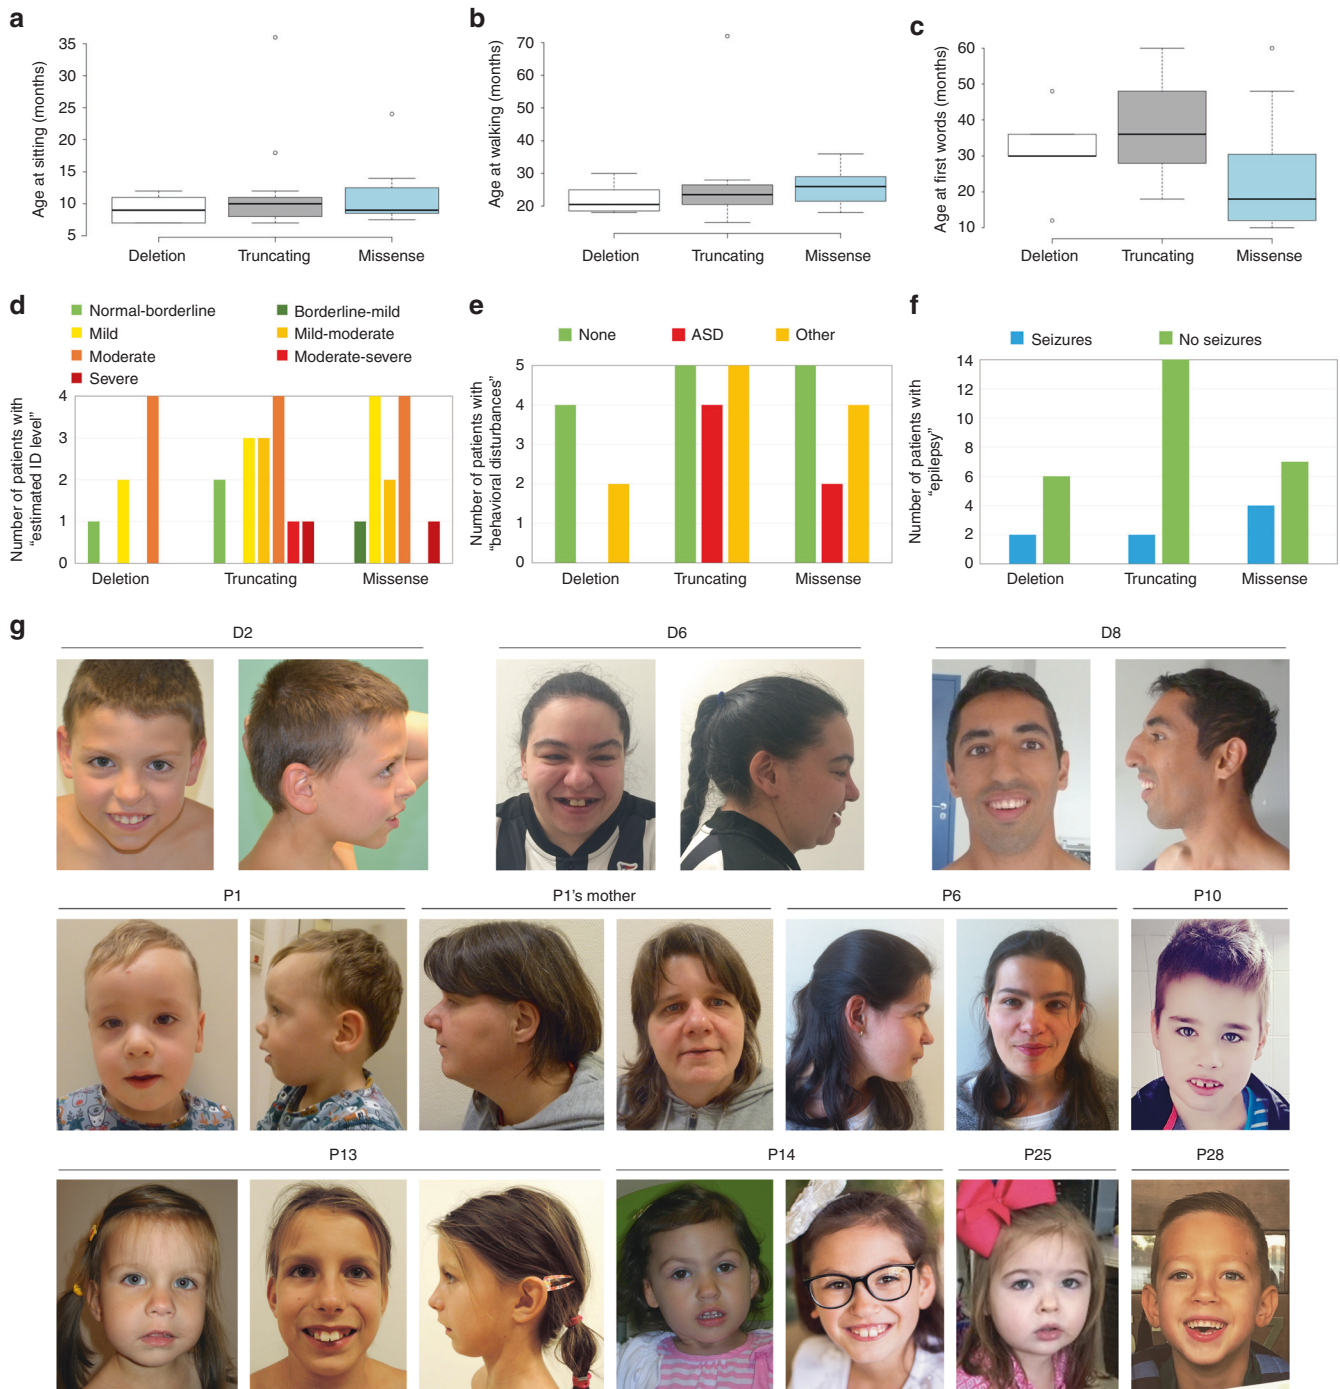 a
Age at sitting (months)
35
30
25
20
15
10
5
Deletion Truncating Missense
b
Age at walking (months)
70
60
50
40
30
20
Deletion Truncating Missense
c
Age at first words (months)
60
50
40
30
20
10
Deletion Truncating Missense
d
Normal-borderline Borderline-mild
Mild Mild-moderate
Moderate Moderate-severe
Severe
Number of patients with
“estimated ID level”
4
3
2
1
0
Deletion Truncating Missense
e
None ASD Other
Number of patients with
“behavioral disturbances”
5
4
3
2
1
0
Deletion Truncating Missense
f
Seizures No seizures
Number of patients with
“epilepsy”
14
12
10
8
6
4
2
0
Deletion Truncating Missense
g
D2 D6 D8
P1 P1’s mother P6 P10
P13 P14 P25 P28